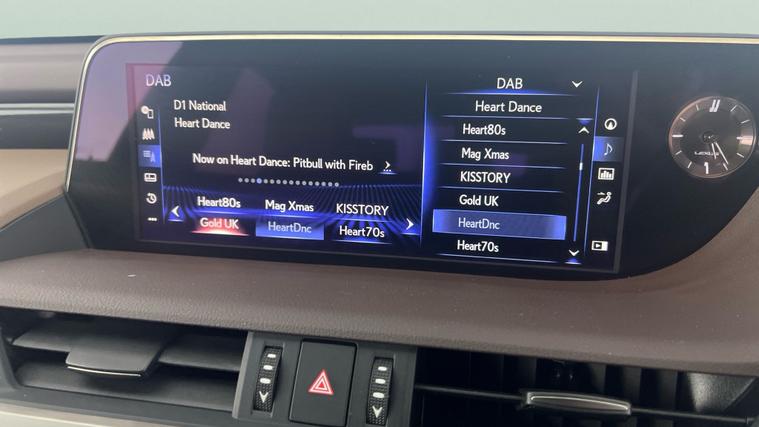 DAB
D1 National
Heart Dance
Now on Heart Dance: Pitbull with Fireb
Heart80s
Mag Xmas
KISSTORY
Gold UK
HeartDnc
Heart70s
DAB
Heart Dance
Heart80s
Mag Xmas
KISSTORY
Gold UK
HeartDnc
Heart70s
LEXUS